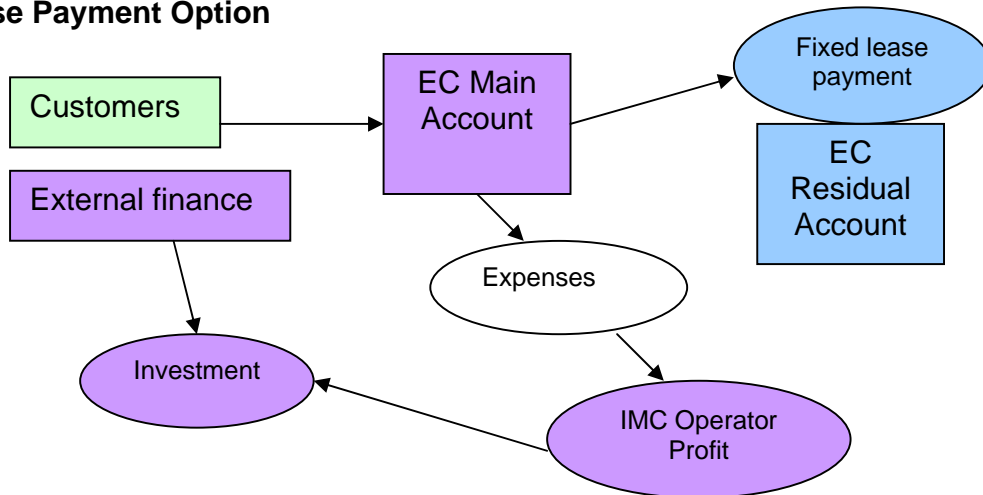 se Payment Option
Fixed lease
payment
EC Main
Account
Customers
EC
Residual
Account
External finance
Expenses
Investment
IMC Operator
Profit